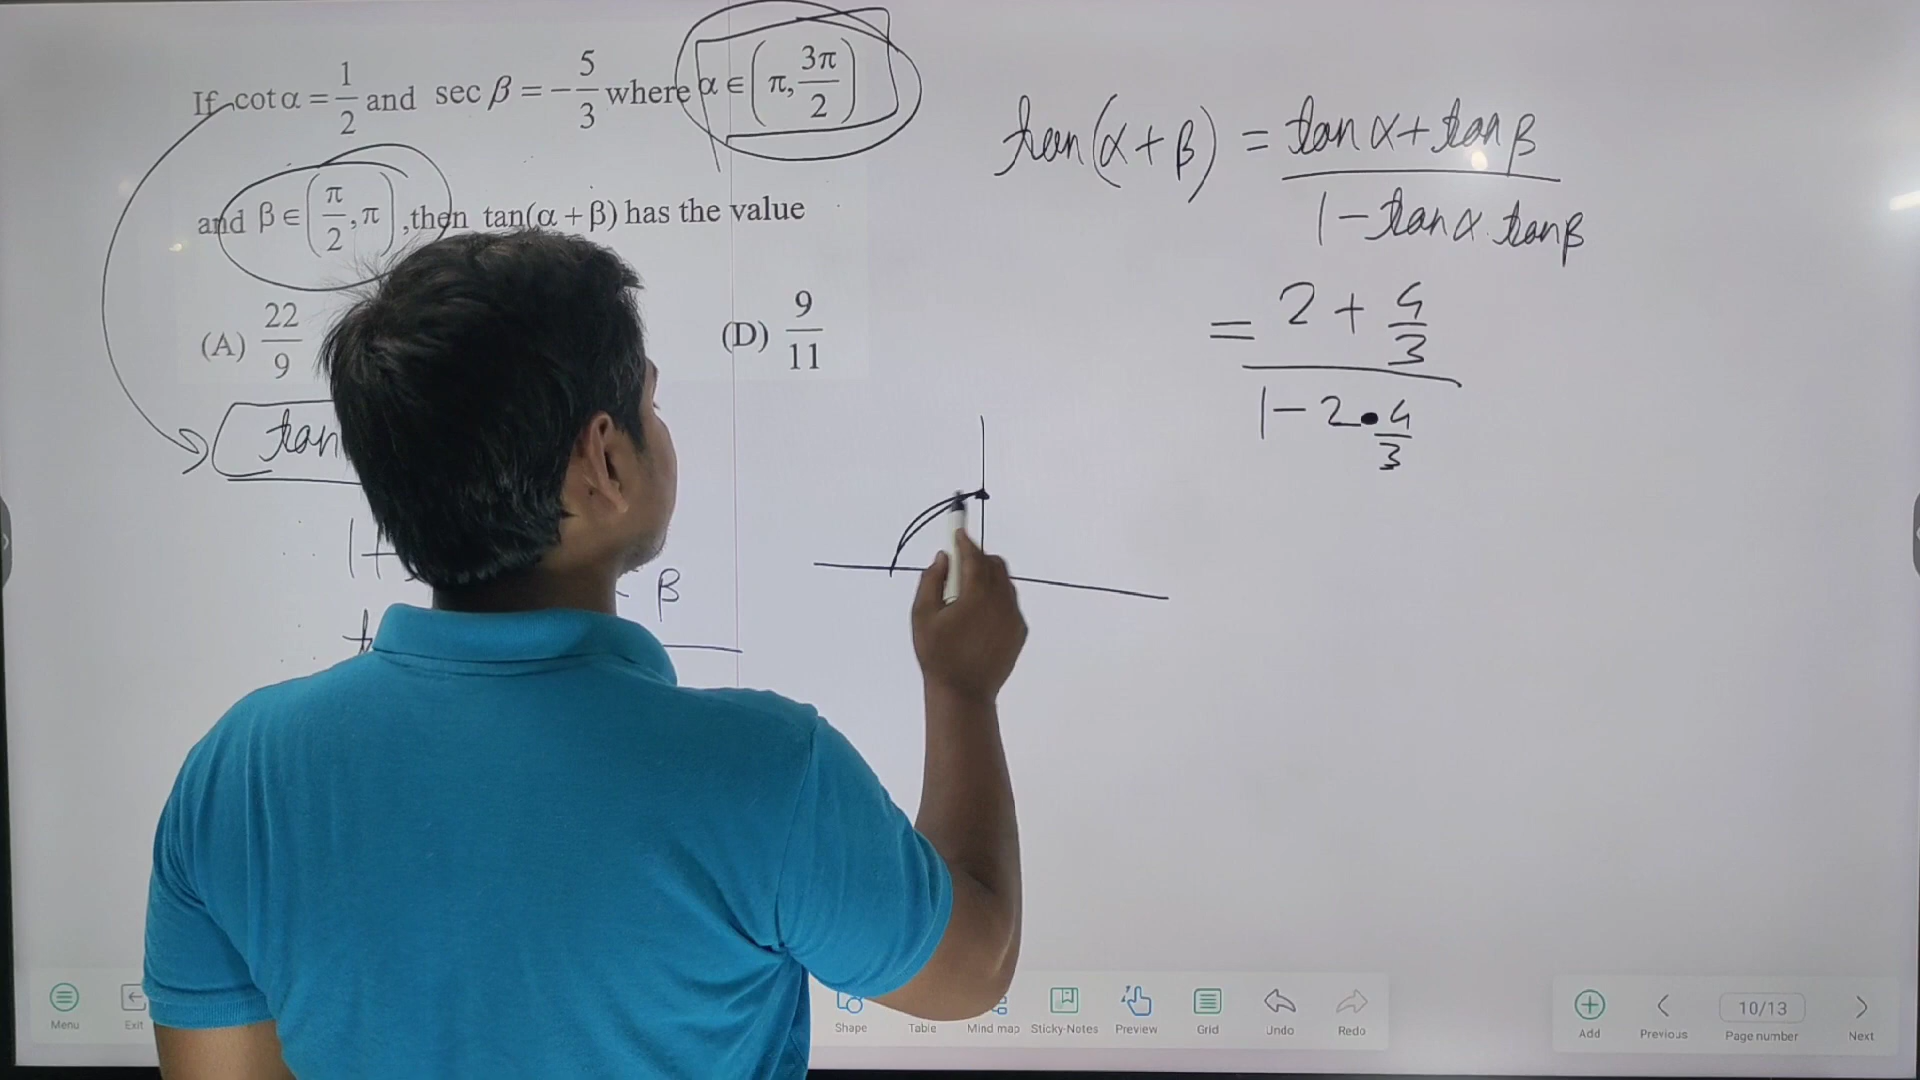 If cot α = 1/2 and sec β = -5/3 where α ∈ (π, 3π/2)
and β ∈ (π/2, π), then tan(α + β) has the value
(A) 22/9 (D) 9/11
tan
1+
β
tan(α + β) = (tan α + tan β)/(1 - tan α . tan β)
= (2 + 4/3)/(1 - 2 • 4/3)
Menu Exit Shape Table Mind map Sticky-Notes Preview Grid Undo Redo Add Previous 10/13 Page number Next